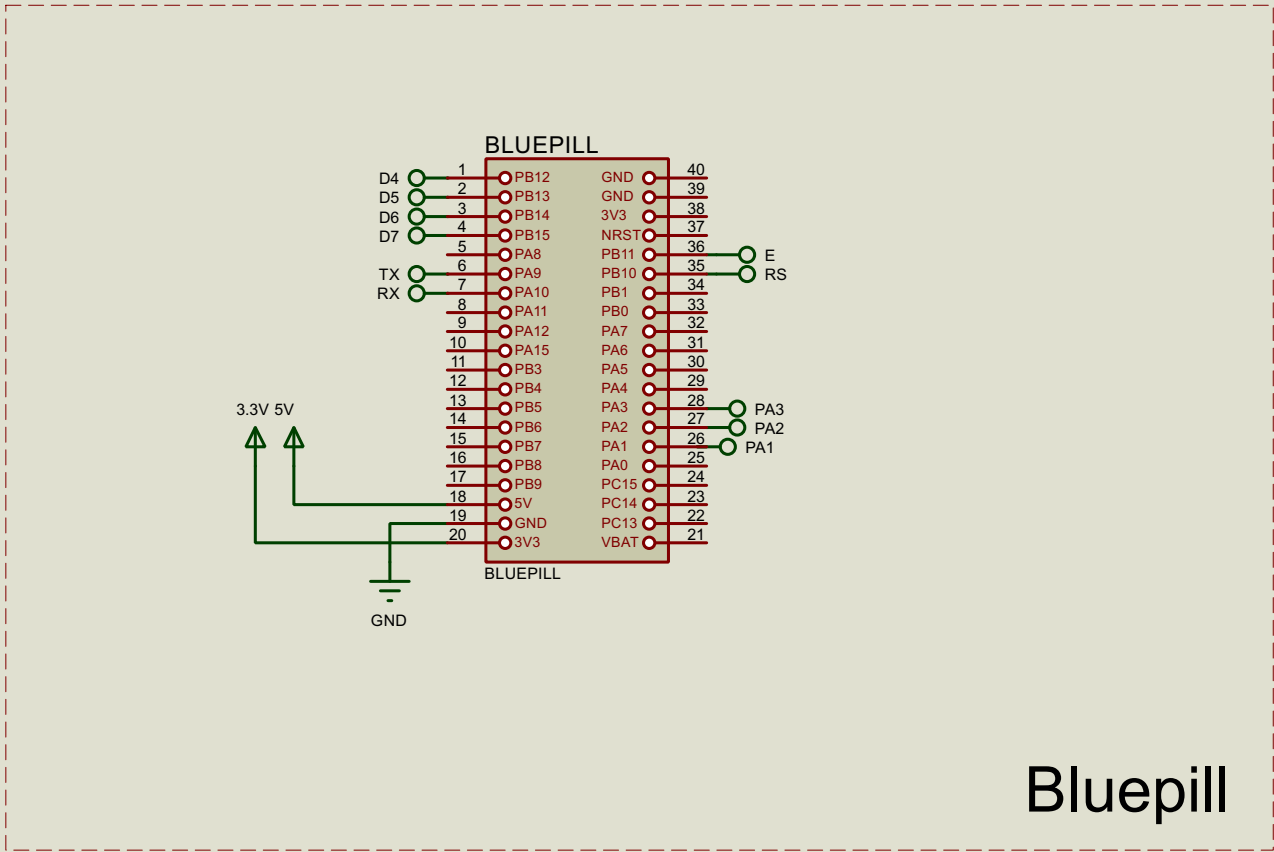 BLUEPILL
D4 1 PB12 GND 40
D5 2 PB13 GND 39
D6 3 PB14 3V3 38
D7 4 PB15 NRST 37
5 PA8 PB11 36 E
TX 6 PA9 PB10 35 RS
RX 7 PA10 PB1 34
8 PA11 PB0 33
9 PA12 PA7 32
10 PA15 PA6 31
11 PB3 PA5 30
12 PB4 PA4 29
3.3V 5V 13 PB5 PA3 28 PA3
14 PB6 PA2 27 PA2
15 PB7 PA1 26 PA1
16 PB8 PA0 25
17 PB9 PC15 24
18 5V PC14 23
19 GND PC13 22
20 3V3 VBAT 21
BLUEPILL
GND
Bluepill